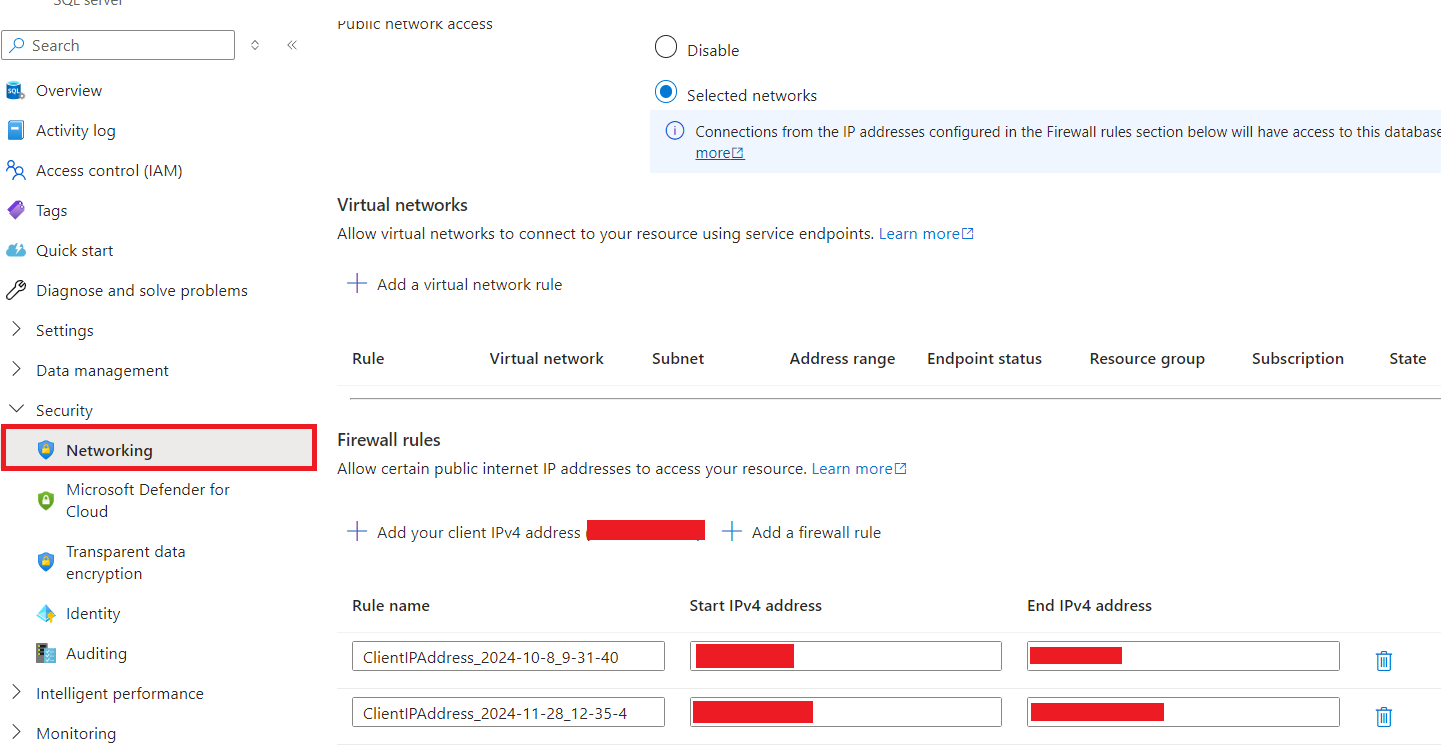 SQL server
Search
Overview
Activity log
Access control (IAM)
Tags
Quick start
Diagnose and solve problems
Settings
Data management
Security
Networking
Microsoft Defender for
Cloud
Transparent data
encryption
Identity
Auditing
Intelligent performance
Monitoring
Public network access
Disable
Selected networks
Connections from the IP addresses configured in the Firewall rules section below will have access to this database
more
Virtual networks
Allow virtual networks to connect to your resource using service endpoints. Learn more
Add a virtual network rule
Rule Virtual network Subnet Address range Endpoint status Resource group Subscription State
Firewall rules
Allow certain public internet IP addresses to access your resource. Learn more
Add your client IPv4 address ( Add a firewall rule
Rule name Start IPv4 address End IPv4 address
ClientIPAddress_2024-10-8_9-31-40
ClientIPAddress_2024-11-28_12-35-4